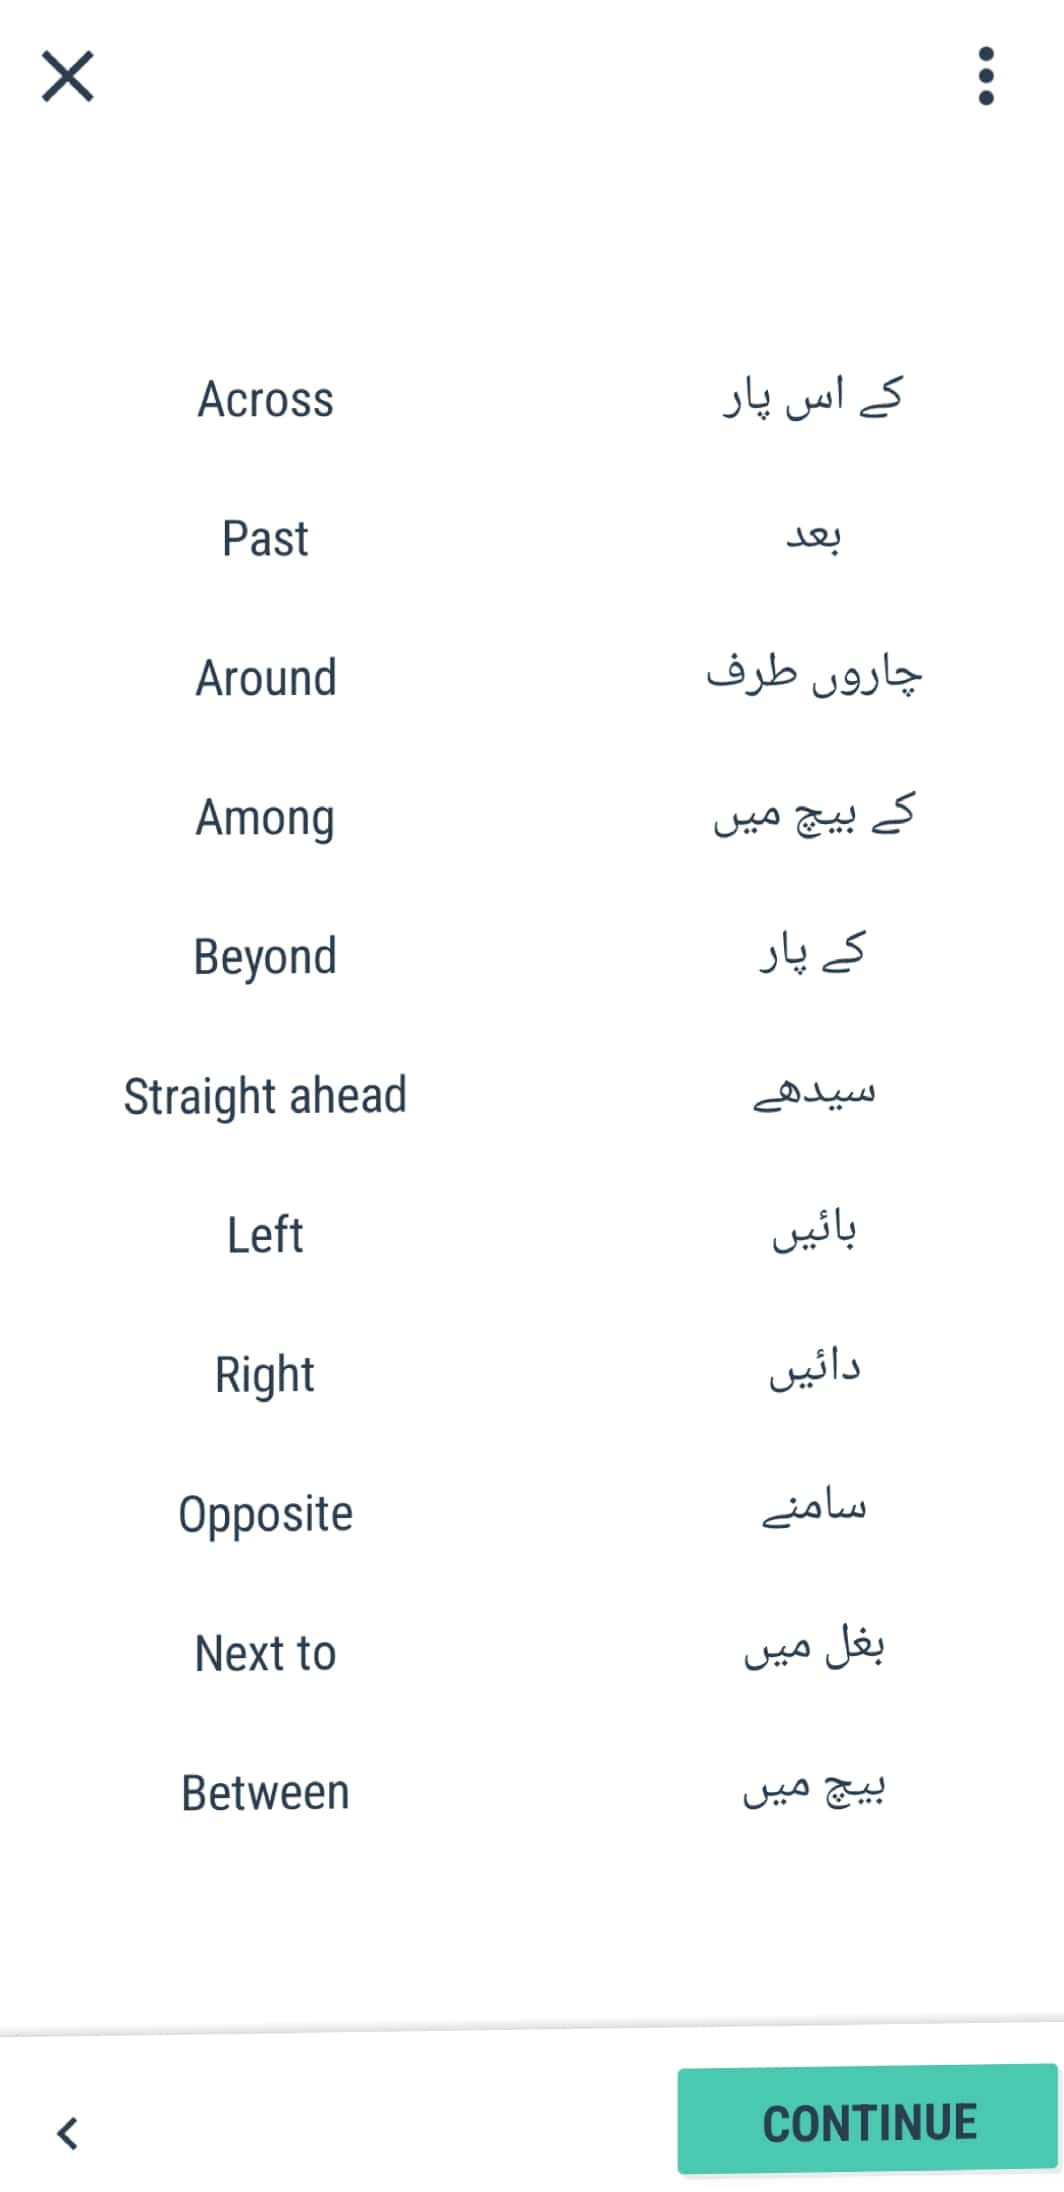 Across کے اس پار
Past بعد
Around چاروں طرف
Among کے بیچ میں
Beyond کے پار
Straight ahead سیدھے
Left بائیں
Right دائیں
Opposite سامنے
Next to بغل میں
Between بیچ میں
CONTINUE